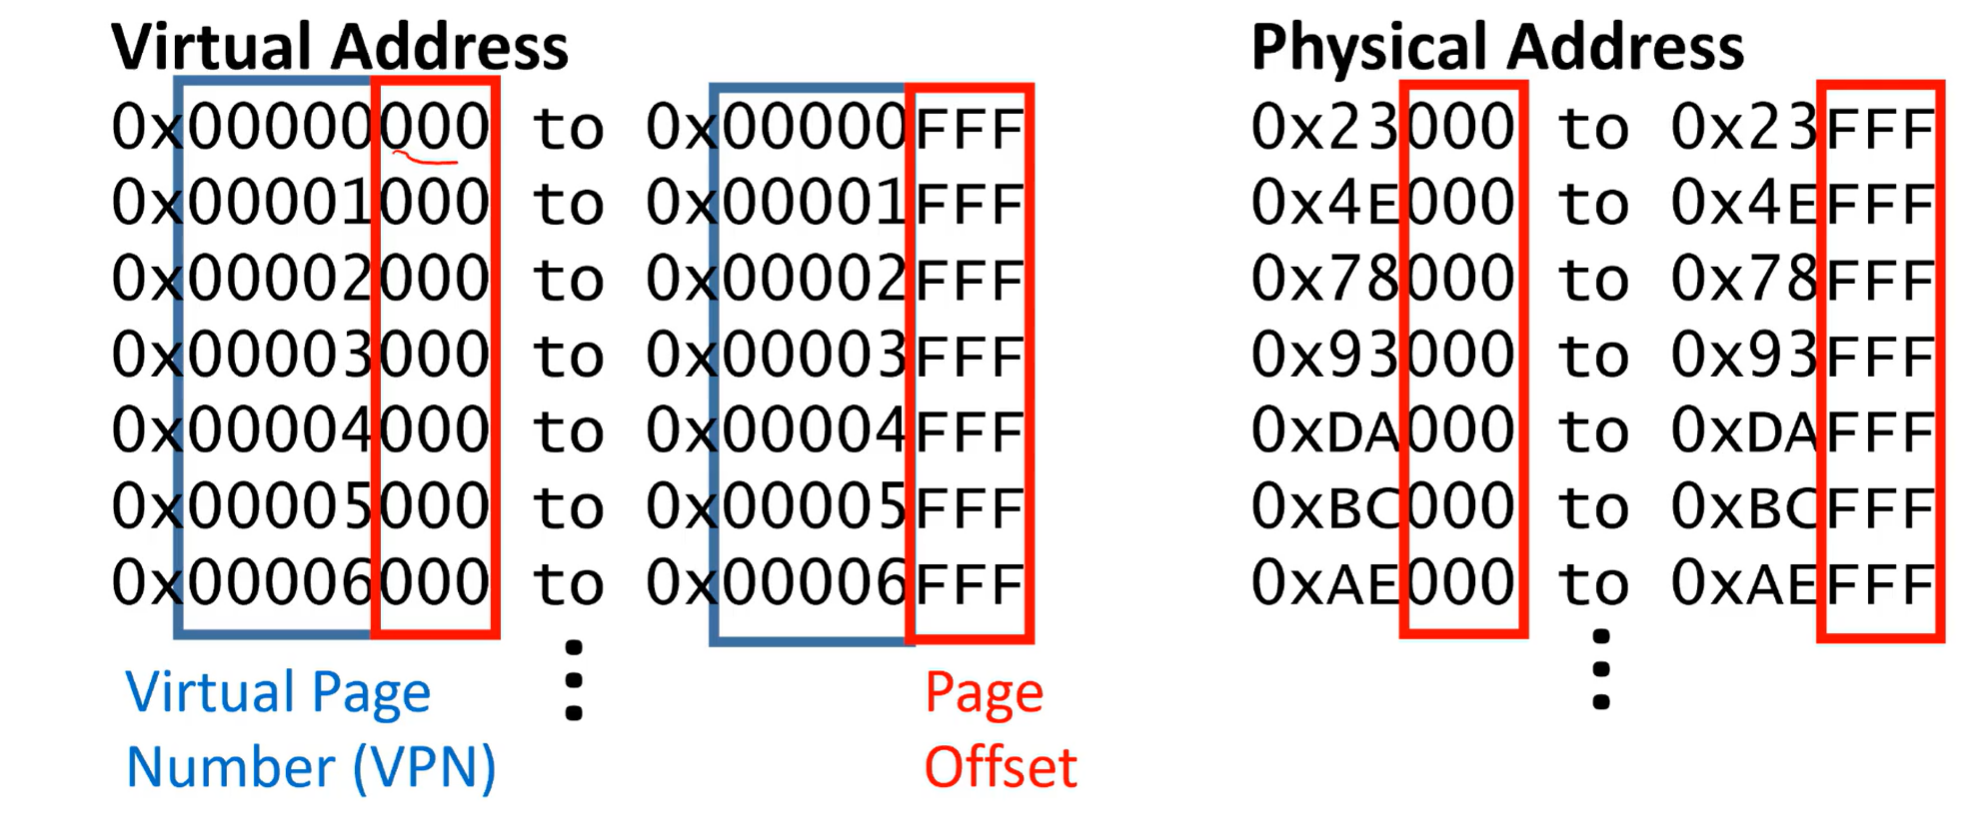 Virtual Address
Physical Address
0x00000000 to 0x00000FFF 0x23000 to 0x23FFF
0x00001000 to 0x00001FFF 0x4E000 to 0x4EFFF
0x00002000 to 0x00002FFF 0x78000 to 0x78FFF
0x00003000 to 0x00003FFF 0x93000 to 0x93FFF
0x00004000 to 0x00004FFF 0xDA000 to 0xDAFFF
0x00005000 to 0x00005FFF 0xBC000 to 0xBCFFF
0x00006000 to 0x00006FFF 0xAE000 to 0xAEFFF
Virtual Page
Number (VPN)
Page
Offset